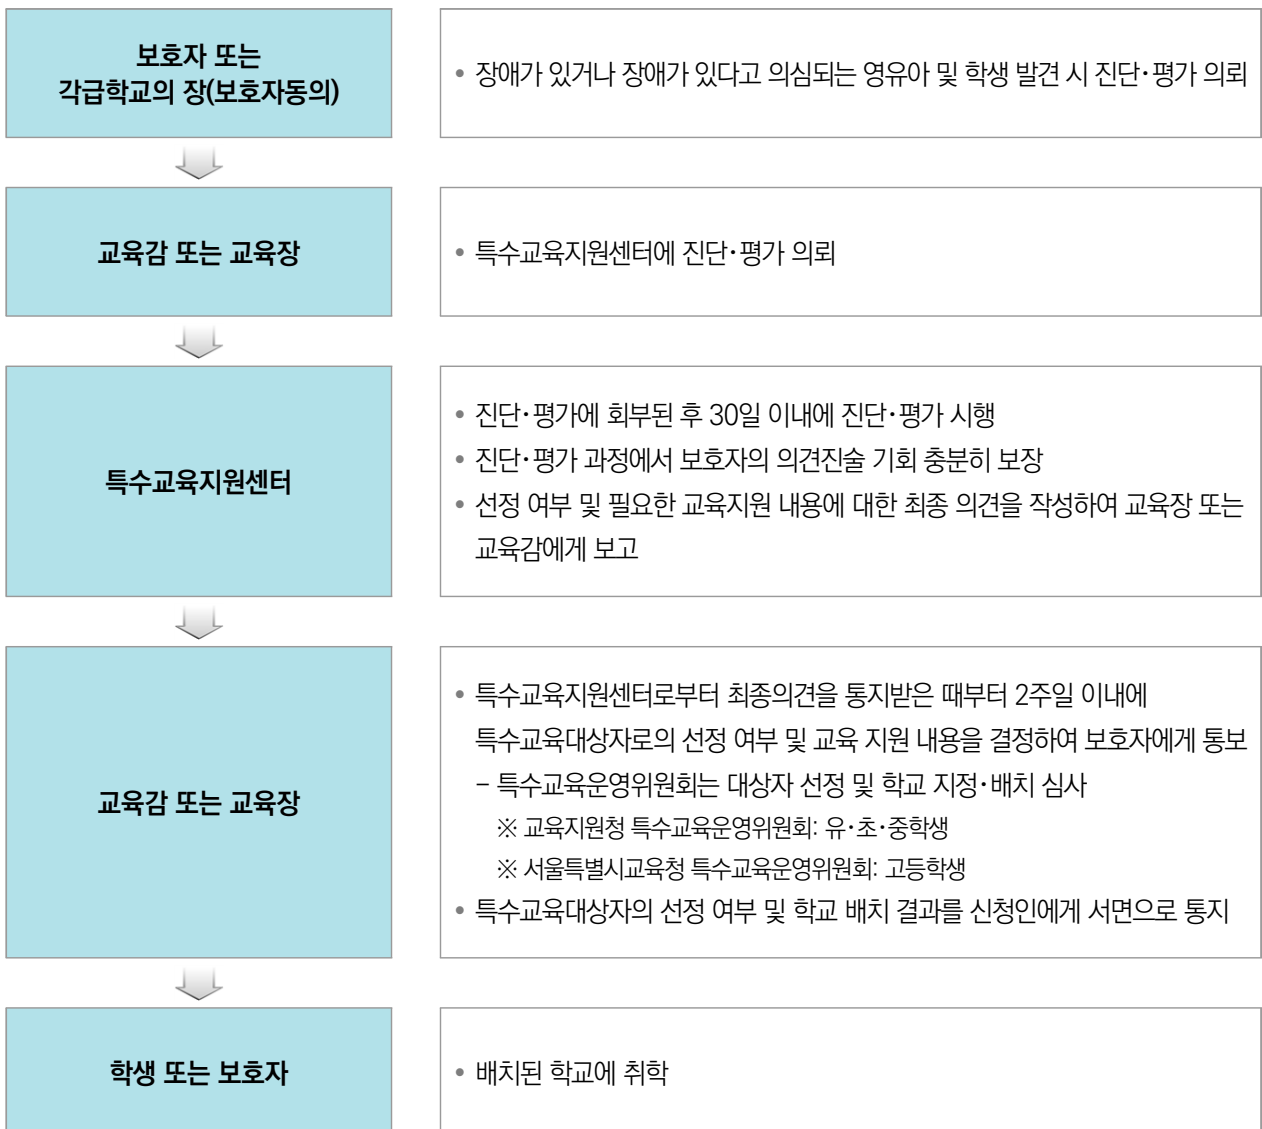 보호자 또는
각급학교의 장(보호자동의)
• 장애가 있거나 장애가 있다고 의심되는 영유아 및 학생 발견 시 진단·평가 의뢰
교육감 또는 교육장
• 특수교육지원센터에 진단·평가 의뢰
특수교육지원센터
• 진단·평가에 회부된 후 30일 이내에 진단·평가 시행
• 진단·평가 과정에서 보호자의 의견진술 기회 충분히 보장
• 선정 여부 및 필요한 교육지원 내용에 대한 최종 의견을 작성하여 교육장 또는
교육감에게 보고
교육감 또는 교육장
• 특수교육지원센터로부터 최종의견을 통지받은 때부터 2주일 이내에
특수교육대상자로의 선정 여부 및 교육 지원 내용을 결정하여 보호자에게 통보
- 특수교육운영위원회는 대상자 선정 및 학교 지정·배치 심사
※ 교육지원청 특수교육운영위원회: 유·초·중학생
※ 서울특별시교육청 특수교육운영위원회: 고등학생
• 특수교육대상자의 선정 여부 및 학교 배치 결과를 신청인에게 서면으로 통지
학생 또는 보호자
• 배치된 학교에 취학